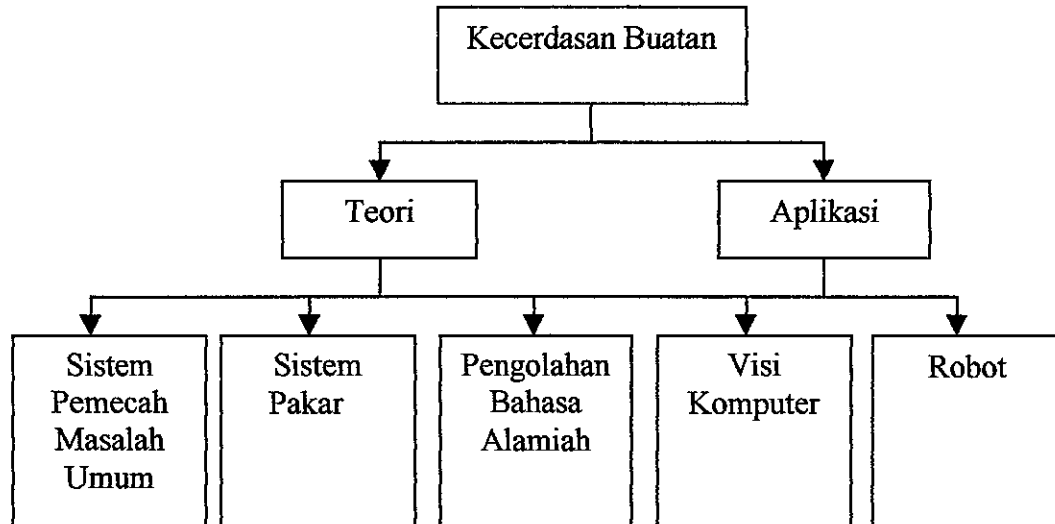 Kecerdasan Buatan
Teori
Aplikasi
Sistem
Pemecah
Masalah
Umum
Sistem
Pakar
Pengolahan
Bahasa
Alamiah
Visi
Komputer
Robot